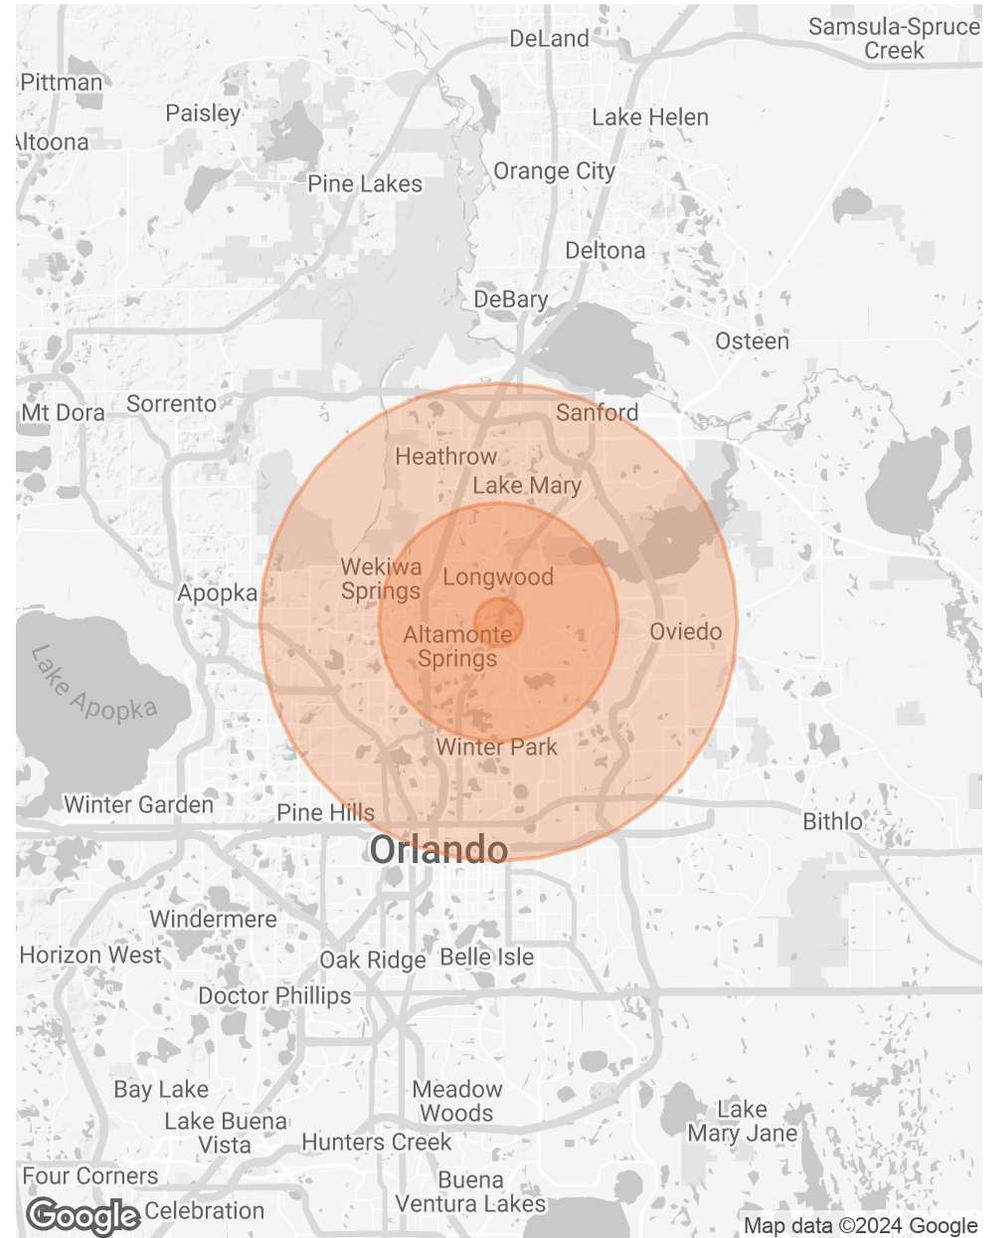 DeLand
Samsula-Spruce
Creek
Pittman
Paisley
Lake Helen
Altoona
Orange City
Pine Lakes
Deltona
DeBary
Osteen
Mt Dora
Sorrento
Sanford
Heathrow
Lake Mary
Wekiwa
Springs
Longwood
Apopka
Altamonte
Springs
Oviedo
Lake Apopka
Winter Park
Winter Garden
Pine Hills
Bithlo
Orlando
Windermere
Horizon West
Oak Ridge
Belle Isle
Doctor Phillips
Bay Lake
Meadow
Woods
Lake Buena
Vista
Lake
Mary Jane
Hunters Creek
Four Corners
Buena
Ventura Lakes
Celebration
Google
Map data ©2024 Google